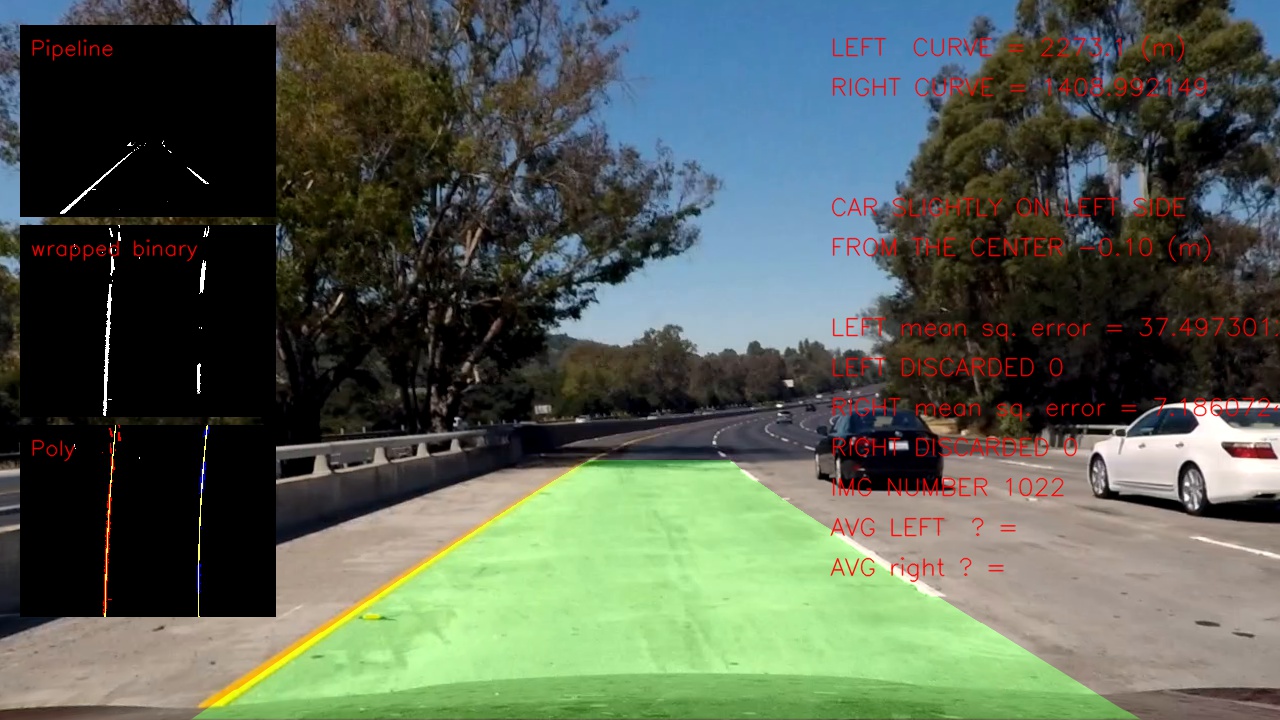 Pipeline
wrapped binary
Poly
LEFT CURVE = 2273.1 (m)
RIGHT CURVE = 1408.992149
CAR SLIGHTLY ON LEFT SIDE
FROM THE CENTER -0.10 (m)
LEFT mean sq. error = 37.497301
LEFT DISCARDED 0
RIGHT mean sq. error = 7.186072
RIGHT DISCARDED 0
IMG NUMBER 1022
AVG LEFT ? =
AVG right ? =